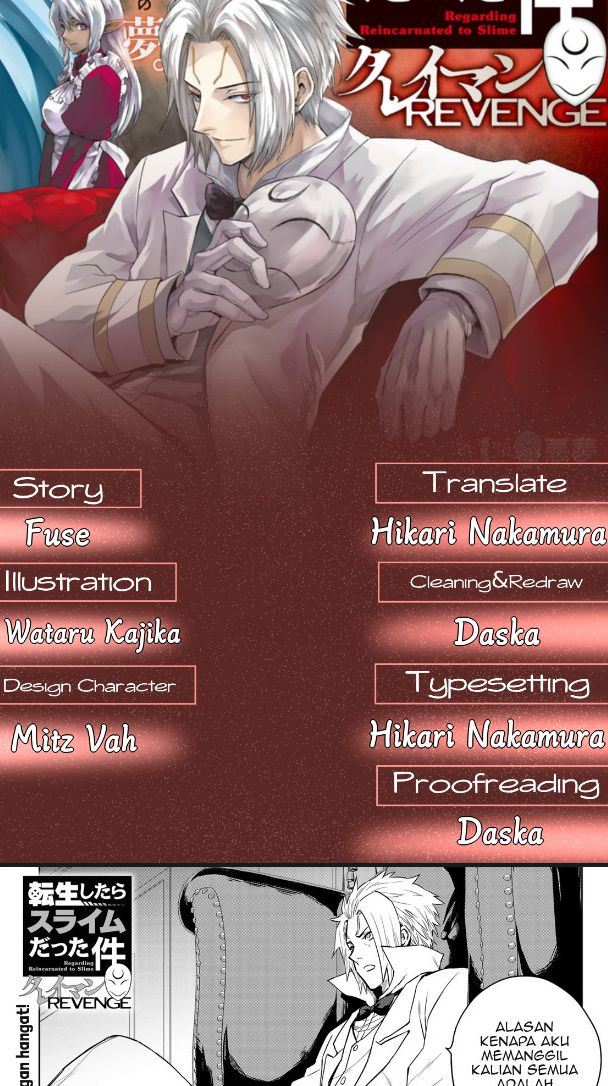 の
夢。
件
Regarding
Reincarnated to Slime
クレイマン
REVENGE
Story
Fuse
Illustration
Wataru Kajika
Design Character
Mitz Vah
Translate
Hikari Nakamura
Cleaning&Redraw
Daska
Typesetting
Hikari Nakamura
Proofreading
Daska
転生したら
スライム
だった件
Regarding
Reincarnated to Slime
クレイマン
REVENGE
hangat!
ALASAN
KENAPA AKU
MEMANGGIL
KALIAN SEMUA